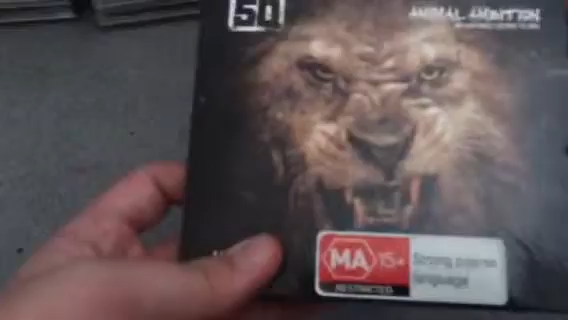 50
ANIMAL AMBITION
MA 15+
Strong coarse
language
RESTRICTED